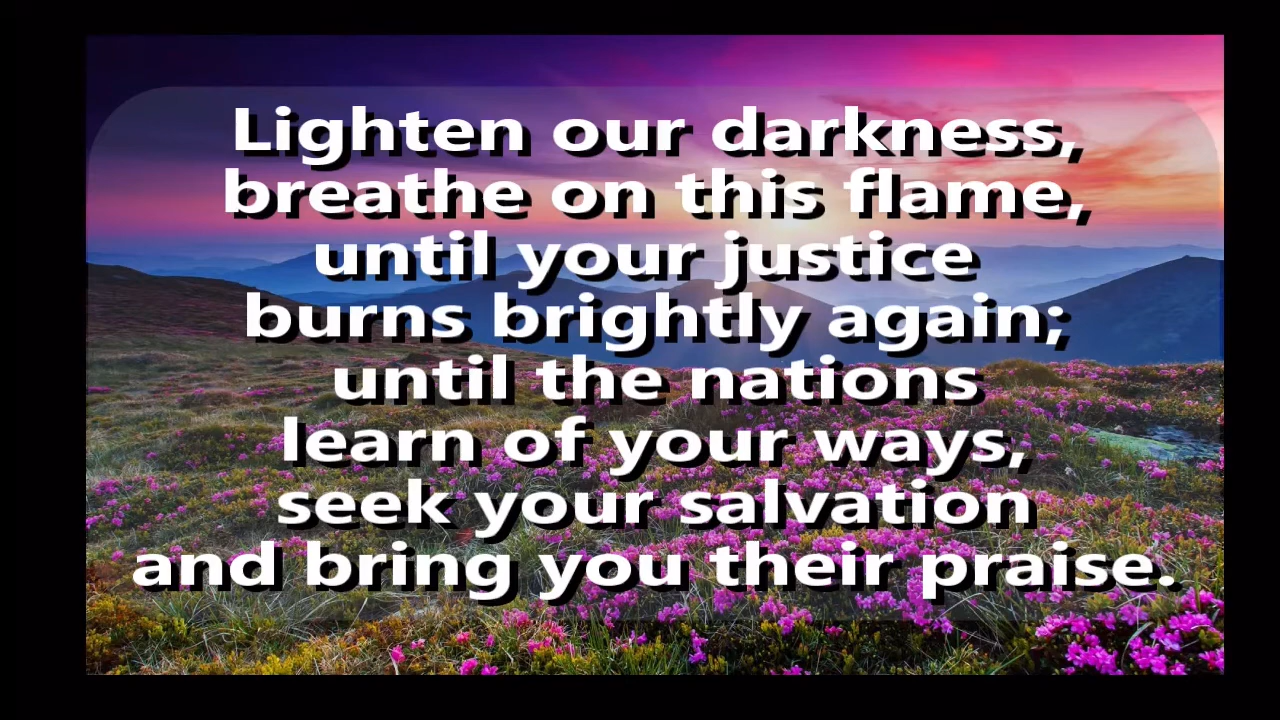 Lighten our darkness,
breathe on this flame,
until your justice
burns brightly again;
until the nations
learn of your ways,
seek your salvation
and bring you their praise.